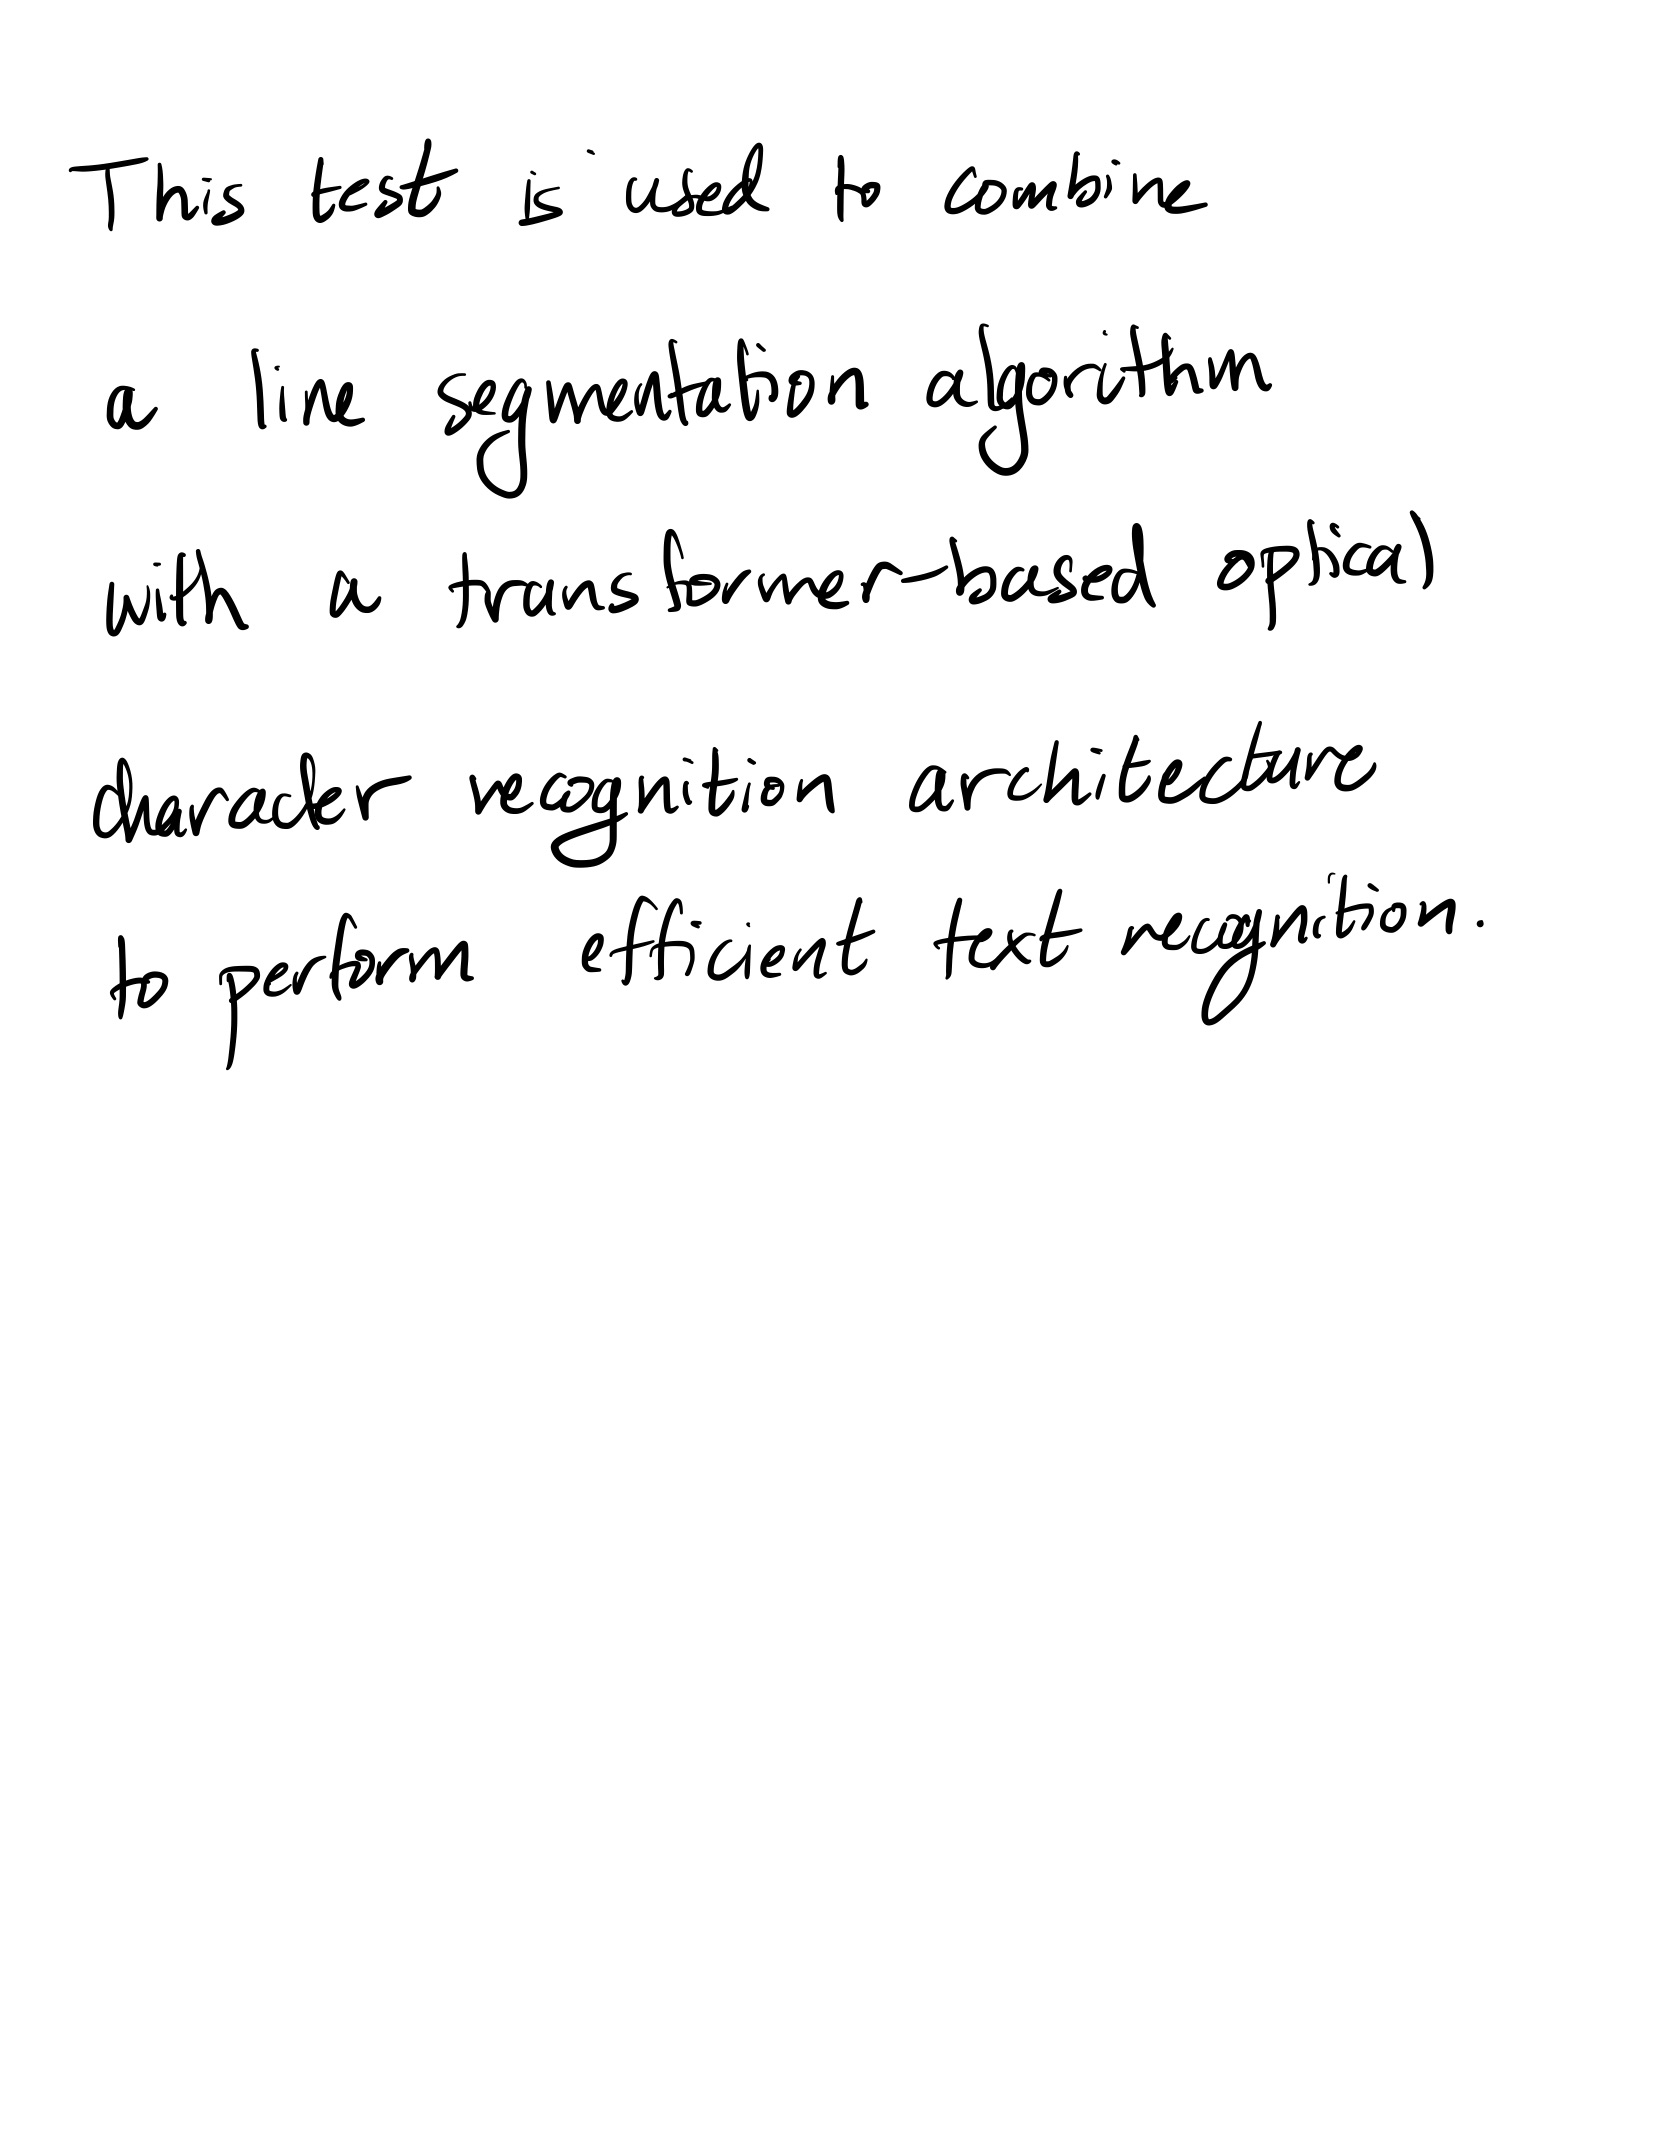 This test is used to combine
a line segmentation algorithm
with a transformer-based optical
character recognition architecture
to perform efficient text recognition.